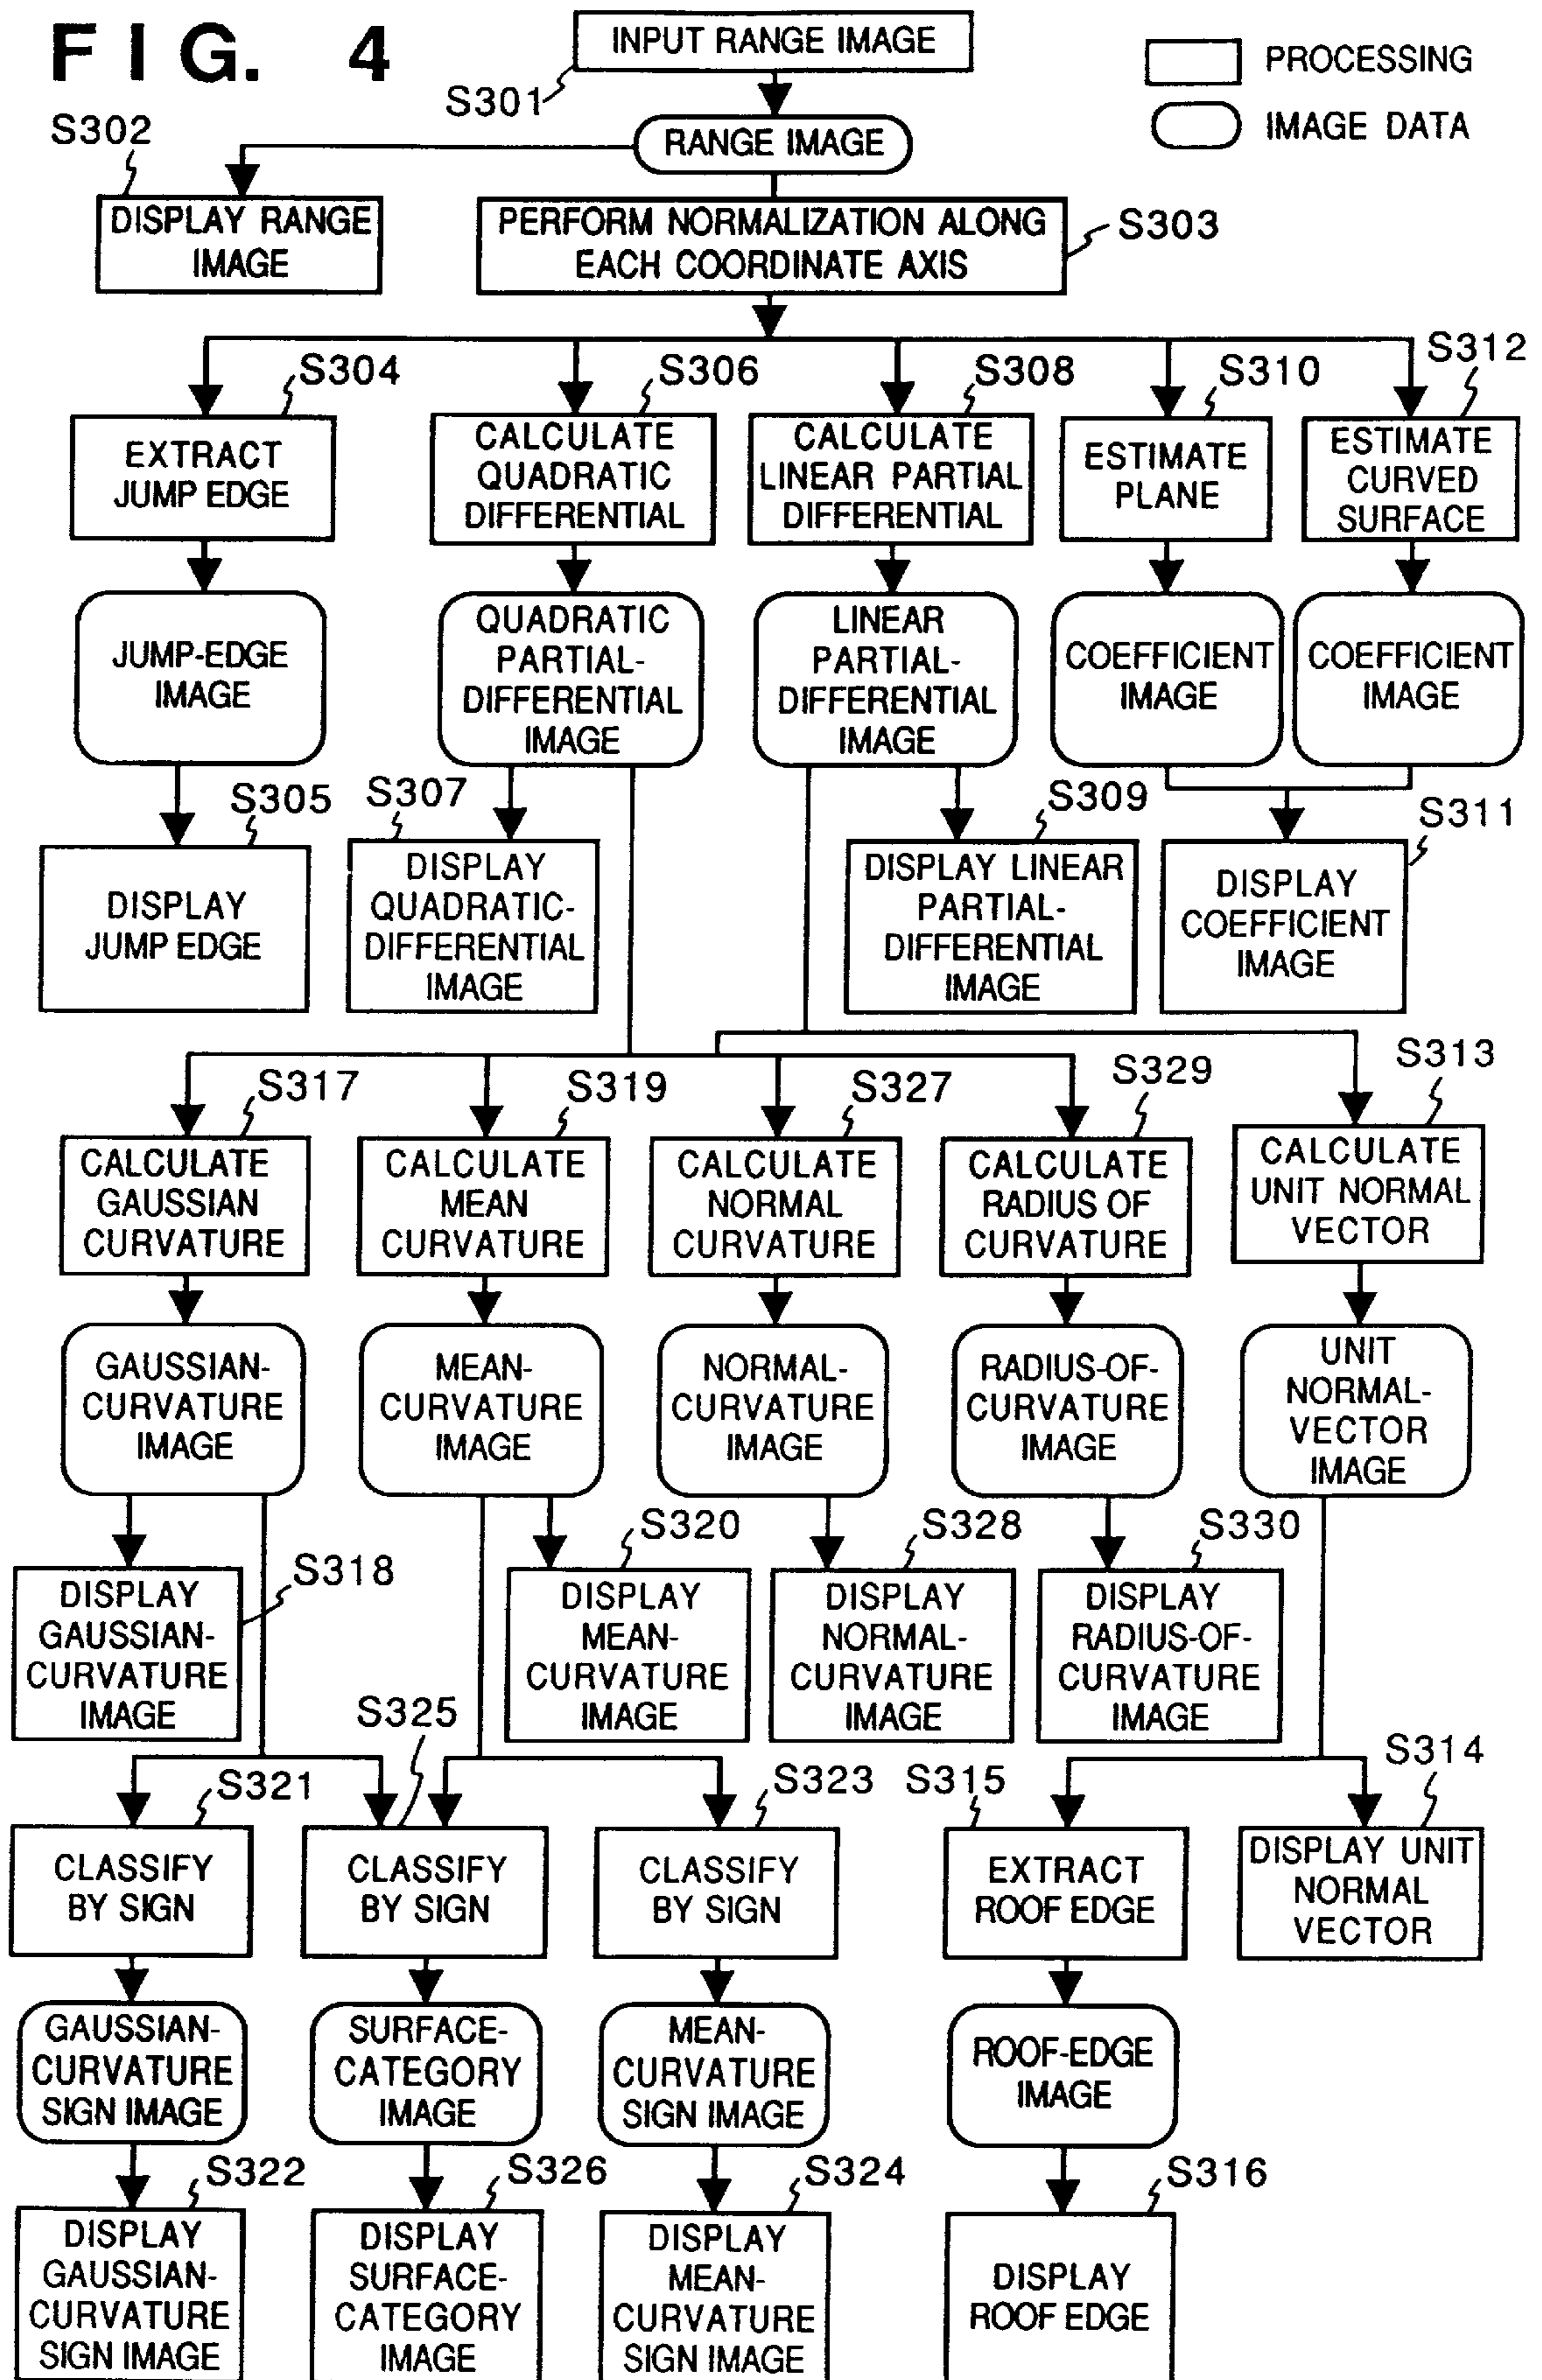 FIG. 4
INPUT RANGE IMAGE
PROCESSING
S301
IMAGE DATA
S302
RANGE IMAGE
DISPLAY RANGE
IMAGE
PERFORM NORMALIZATION ALONG
EACH COORDINATE AXIS
S303
S304
S306
S308
S310
S312
EXTRACT
JUMP EDGE
CALCULATE
QUADRATIC
DIFFERENTIAL
CALCULATE
LINEAR PARTIAL
DIFFERENTIAL
ESTIMATE
PLANE
ESTIMATE
CURVED
SURFACE
JUMP-EDGE
IMAGE
QUADRATIC
PARTIAL-
DIFFERENTIAL
IMAGE
LINEAR
PARTIAL-
DIFFERENTIAL
IMAGE
COEFFICIENT
IMAGE
COEFFICIENT
IMAGE
S305
S307
S309
S311
DISPLAY
JUMP EDGE
DISPLAY
QUADRATIC-
DIFFERENTIAL
IMAGE
DISPLAY LINEAR
PARTIAL-
DIFFERENTIAL
IMAGE
DISPLAY
COEFFICIENT
IMAGE
S317
S319
S327
S329
S313
CALCULATE
GAUSSIAN
CURVATURE
CALCULATE
MEAN
CURVATURE
CALCULATE
NORMAL
CURVATURE
CALCULATE
RADIUS OF
CURVATURE
CALCULATE
UNIT NORMAL
VECTOR
GAUSSIAN-
CURVATURE
IMAGE
MEAN-
CURVATURE
IMAGE
NORMAL-
CURVATURE
IMAGE
RADIUS-OF-
CURVATURE
IMAGE
UNIT
NORMAL-
VECTOR
IMAGE
S318
S320
S328
S330
DISPLAY
GAUSSIAN-
CURVATURE
IMAGE
DISPLAY
MEAN-
CURVATURE
IMAGE
DISPLAY
NORMAL-
CURVATURE
IMAGE
DISPLAY
RADIUS-OF-
CURVATURE
IMAGE
S321
S325
S323
S315
S314
CLASSIFY
BY SIGN
CLASSIFY
BY SIGN
CLASSIFY
BY SIGN
EXTRACT
ROOF EDGE
DISPLAY UNIT
NORMAL
VECTOR
GAUSSIAN-
CURVATURE
SIGN IMAGE
SURFACE-
CATEGORY
IMAGE
MEAN-
CURVATURE
SIGN IMAGE
ROOF-EDGE
IMAGE
S322
S326
S324
S316
DISPLAY
GAUSSIAN-
CURVATURE
SIGN IMAGE
DISPLAY
SURFACE-
CATEGORY
IMAGE
DISPLAY
MEAN-
CURVATURE
SIGN IMAGE
DISPLAY
ROOF EDGE